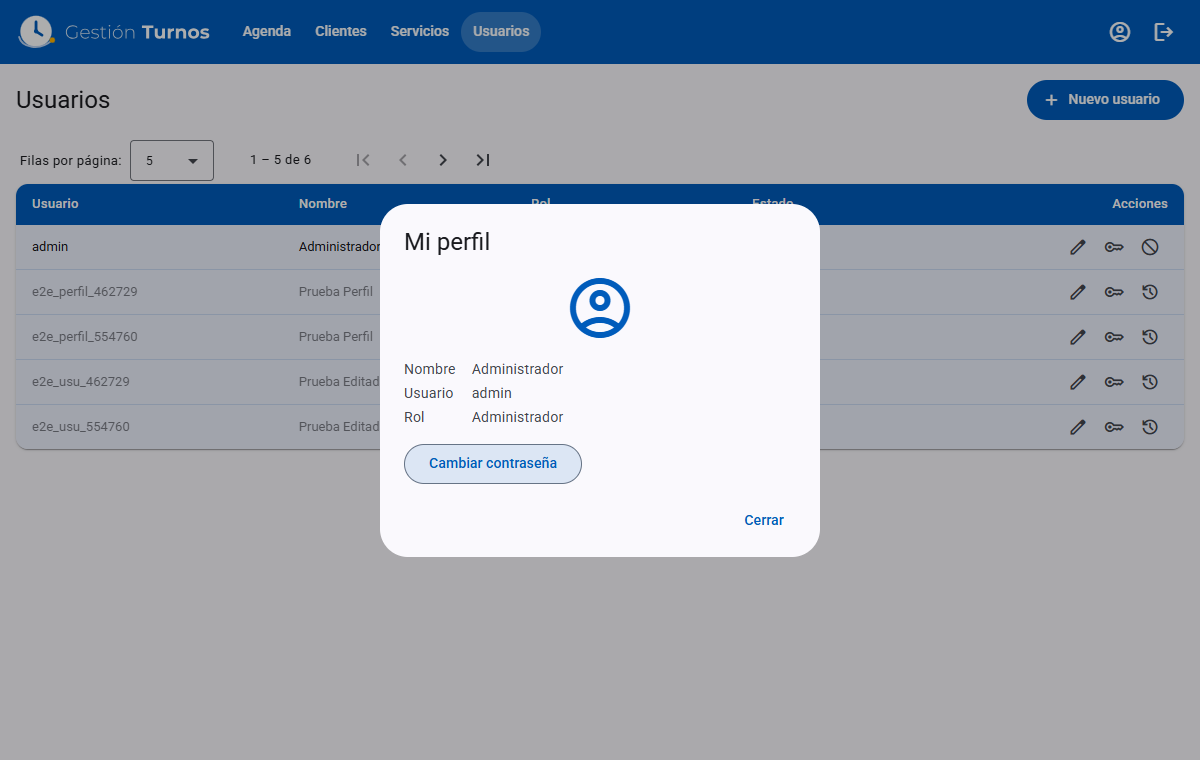 Gestión Turnos Agenda Clientes Servicios Usuarios
Usuarios
+ Nuevo usuario
Filas por página: 5 1 – 5 de 6
Usuario Nombre Rol Estado Acciones
admin Administrador
e2e_perfil_462729 Prueba Perfil
e2e_perfil_554760 Prueba Perfil
e2e_usu_462729 Prueba Editad
e2e_usu_554760 Prueba Editad
Mi perfil
Nombre Administrador
Usuario admin
Rol Administrador
Cambiar contraseña
Cerrar